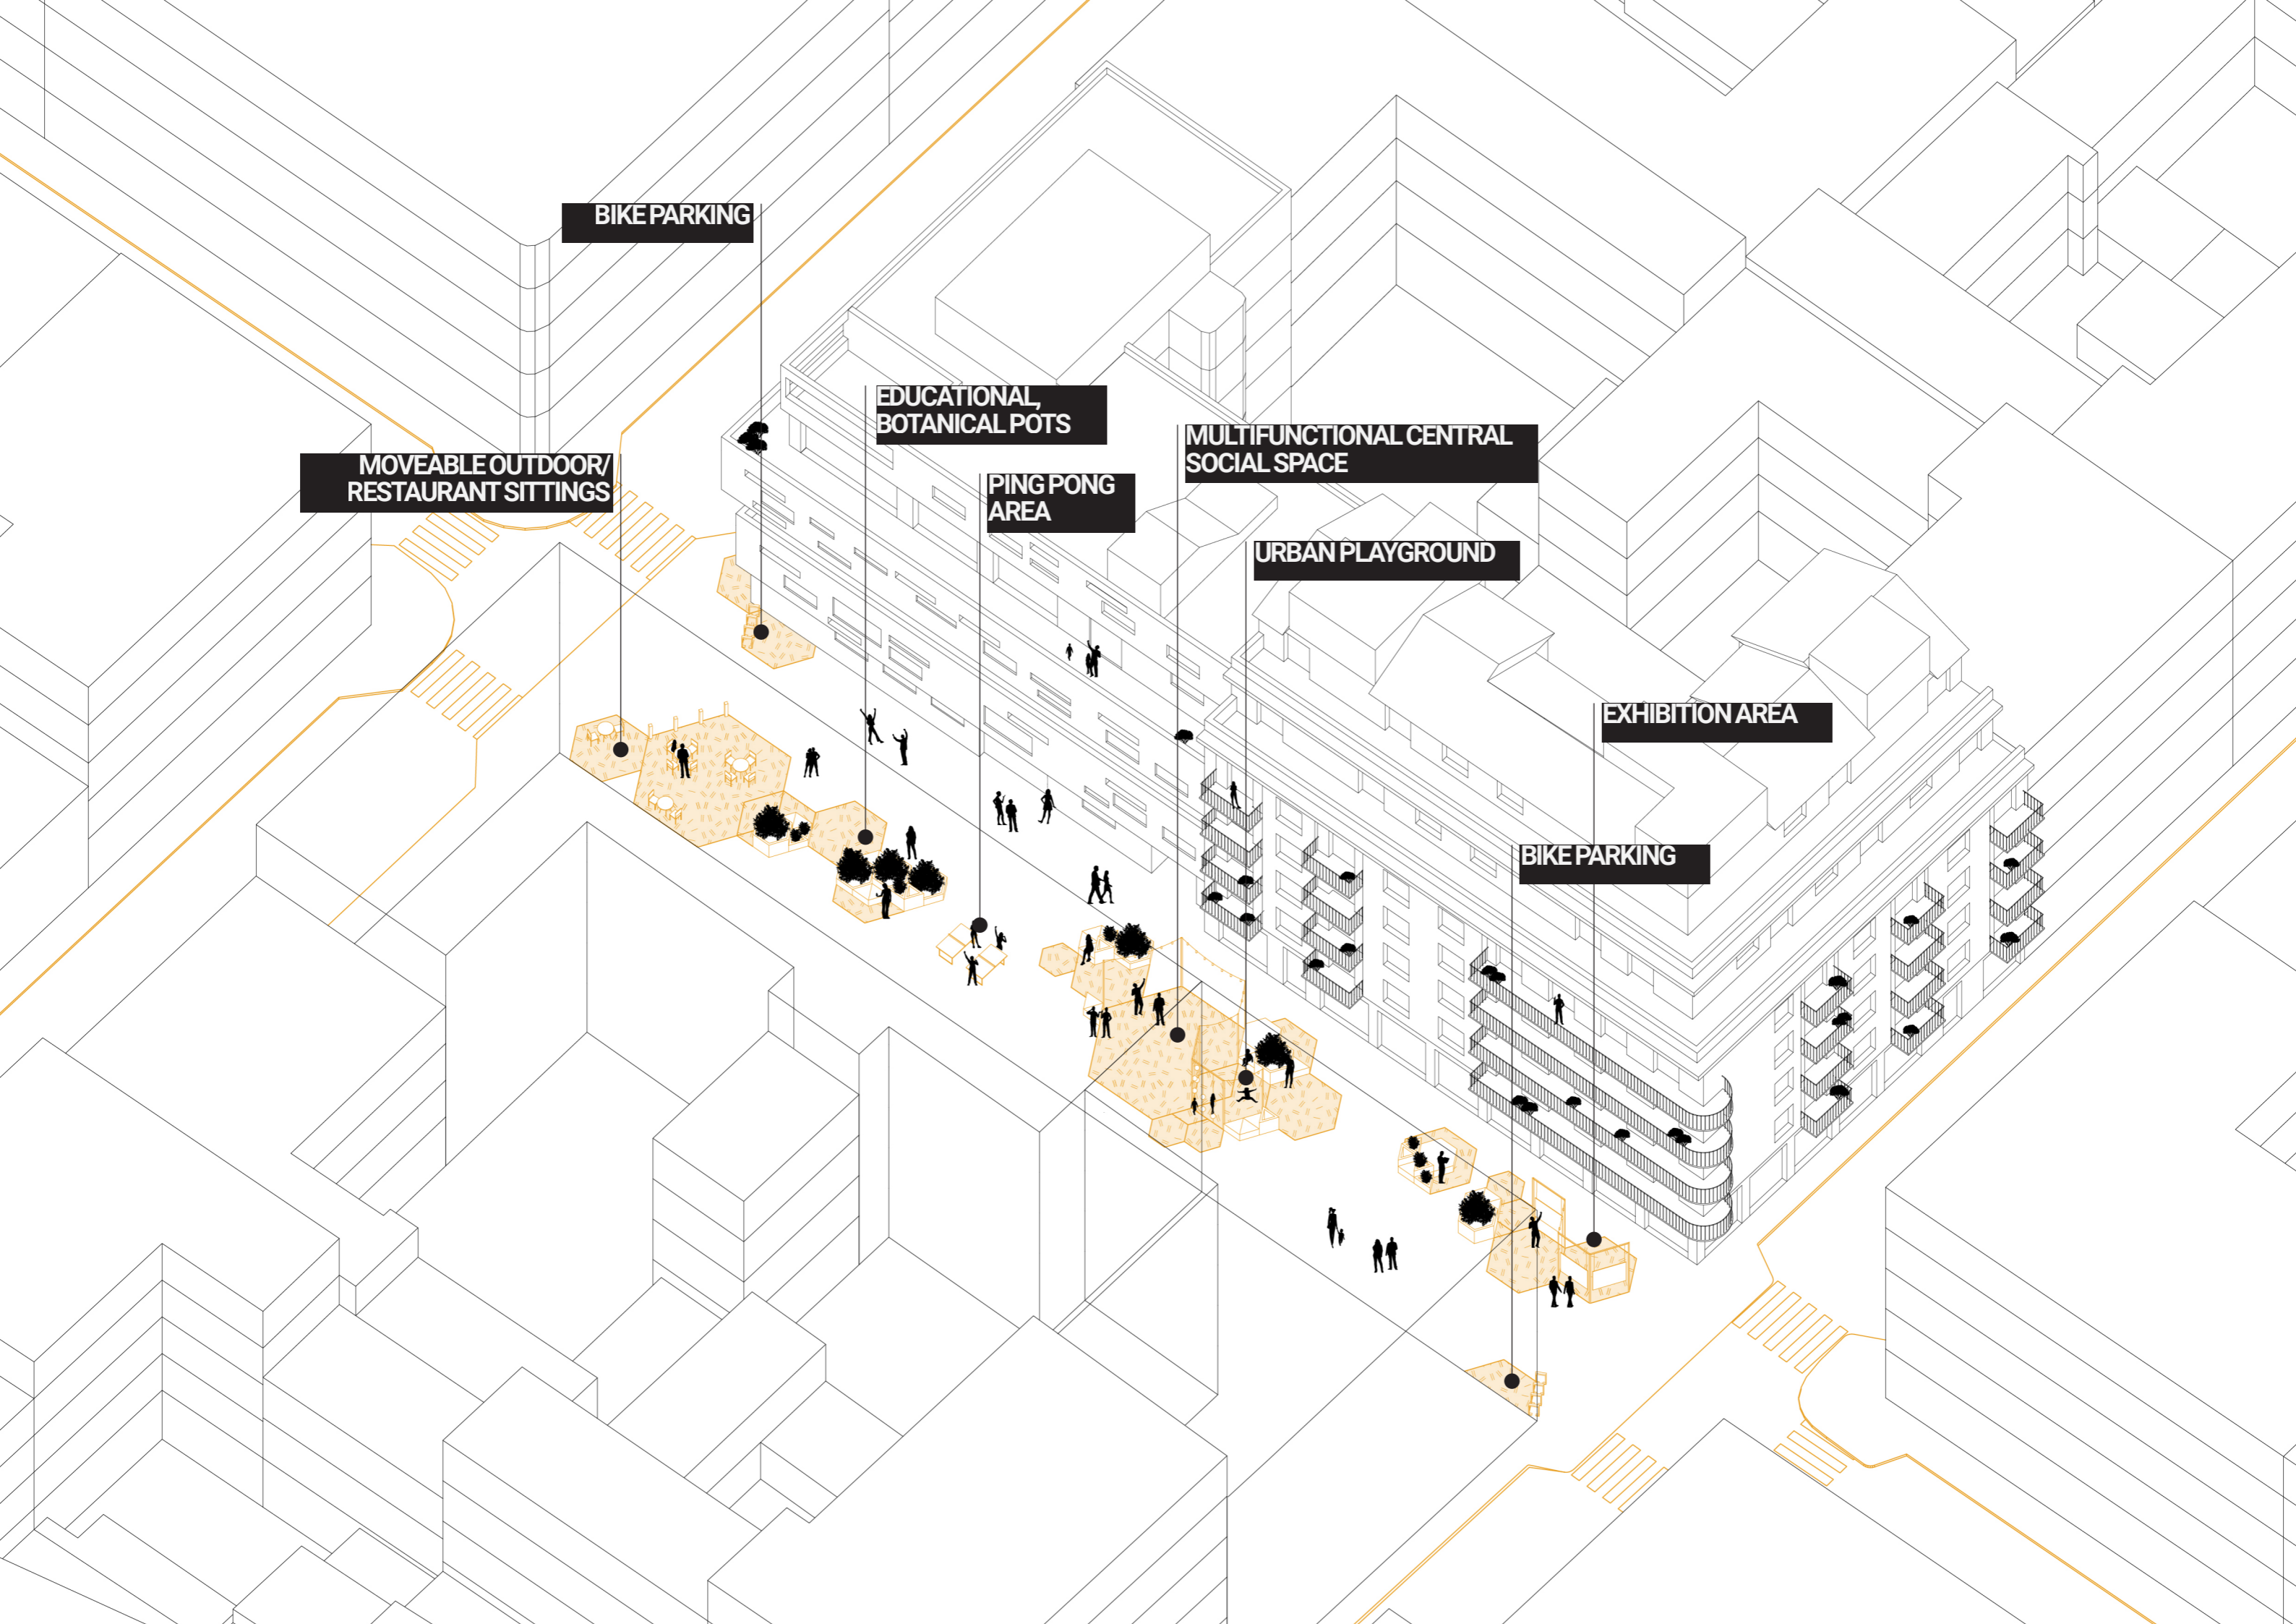 BIKE PARKING
EDUCATIONAL,
BOTANICAL POTS
MULTIFUNCTIONAL CENTRAL
SOCIAL SPACE
MOVEABLE OUTDOOR/
RESTAURANT SITTINGS
PING PONG
AREA
URBAN PLAYGROUND
EXHIBITION AREA
BIKE PARKING